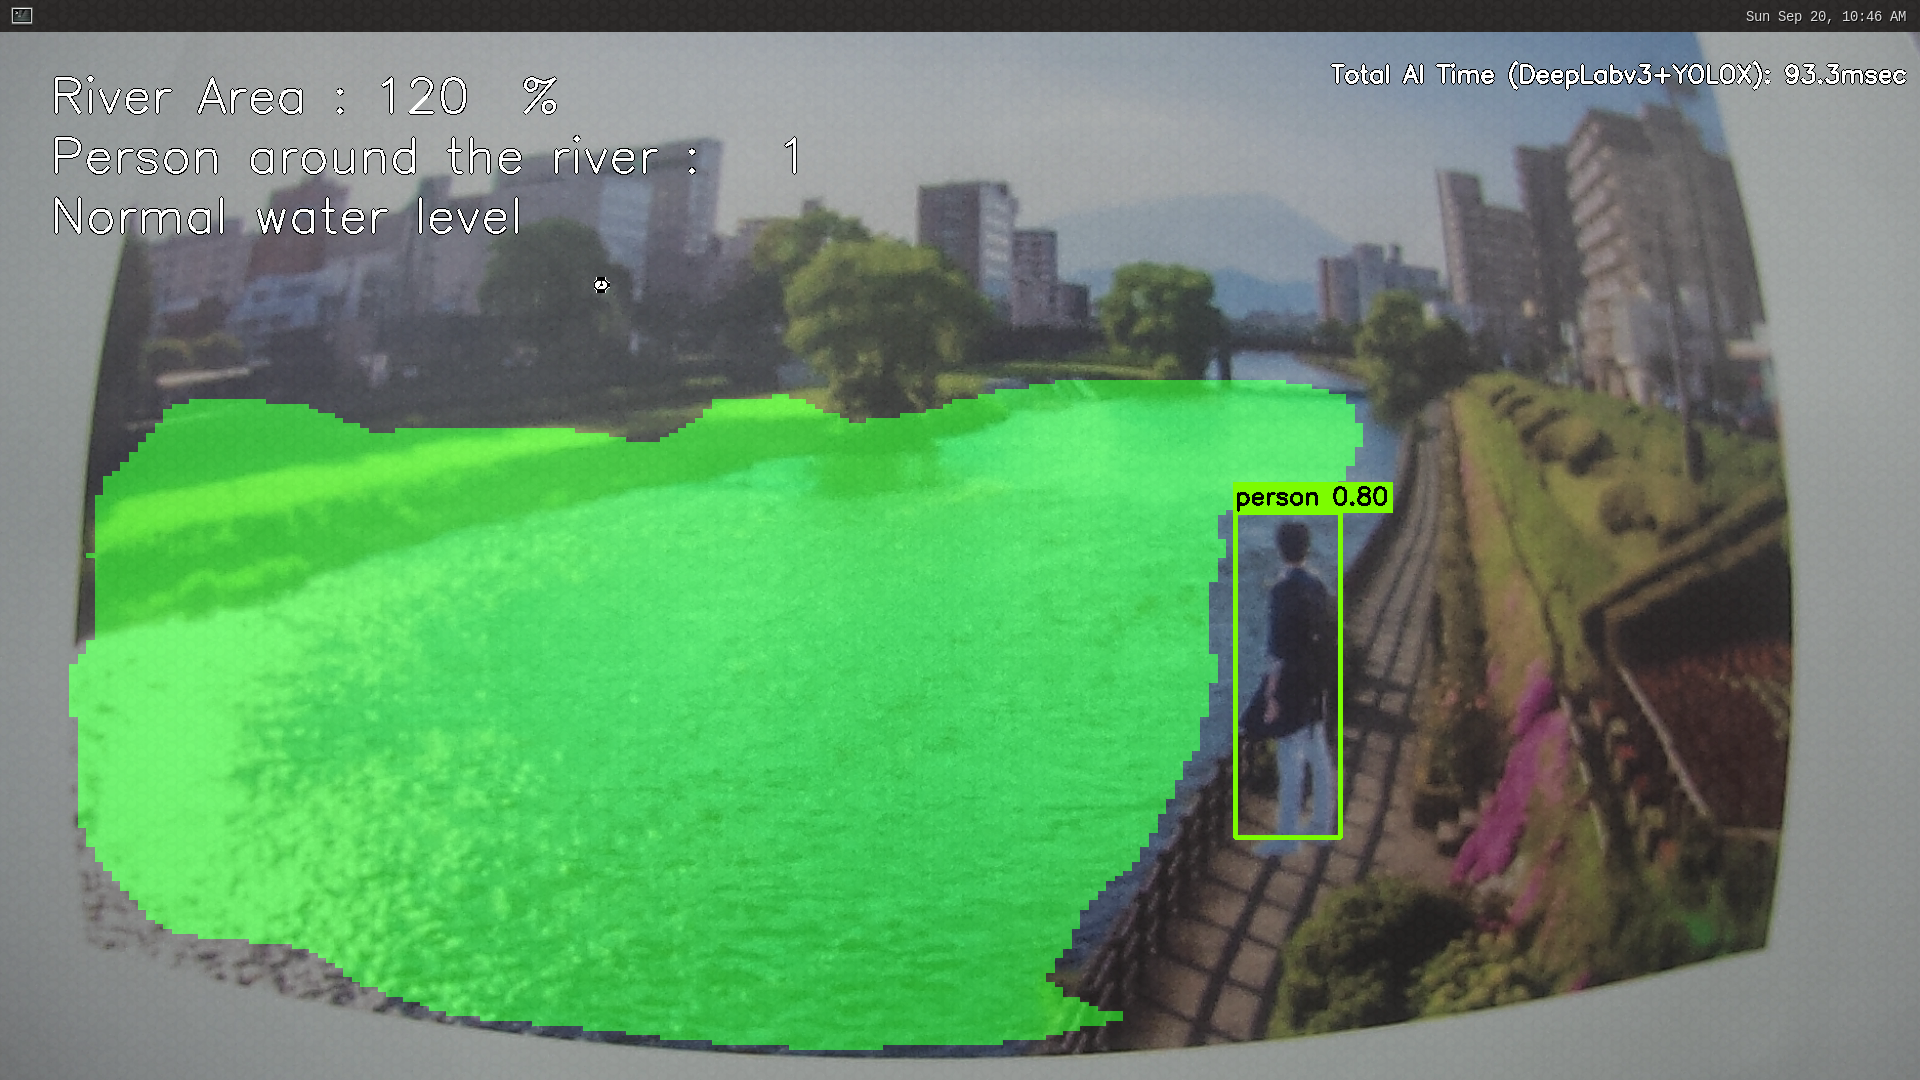 Sun Sep 20, 10:46 AM
River Area : 120 %
Total AI Time (DeepLabv3+YOLOX): 93.3msec
Person around the river : 1
Normal water level
person 0.80